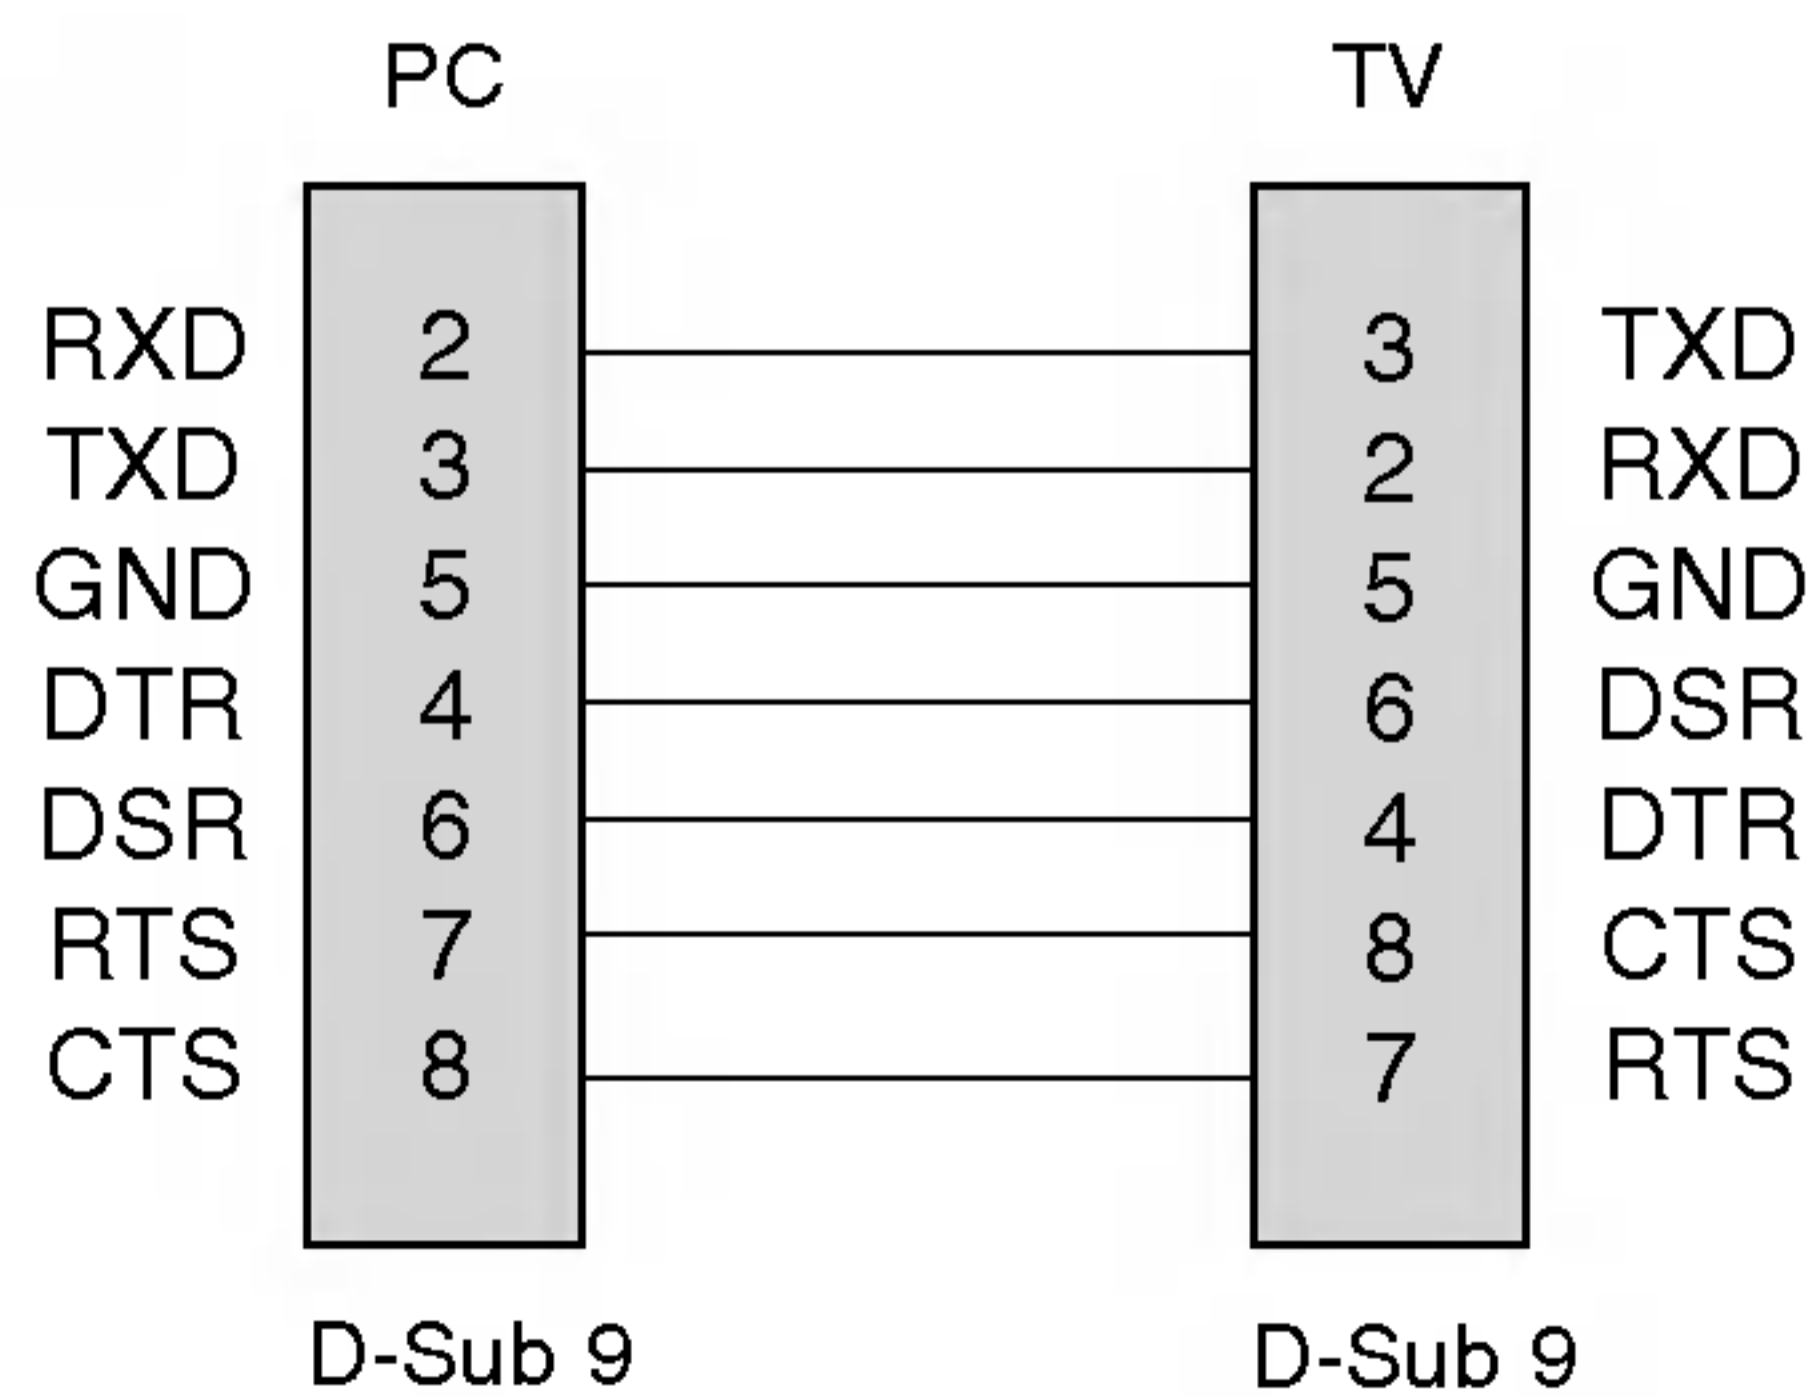 PC TV
RXD 2 3 TXD
TXD 3 2 RXD
GND 5 5 GND
DTR 4 6 DSR
DSR 6 4 DTR
RTS 7 8 CTS
CTS 8 7 RTS
D-Sub 9 D-Sub 9